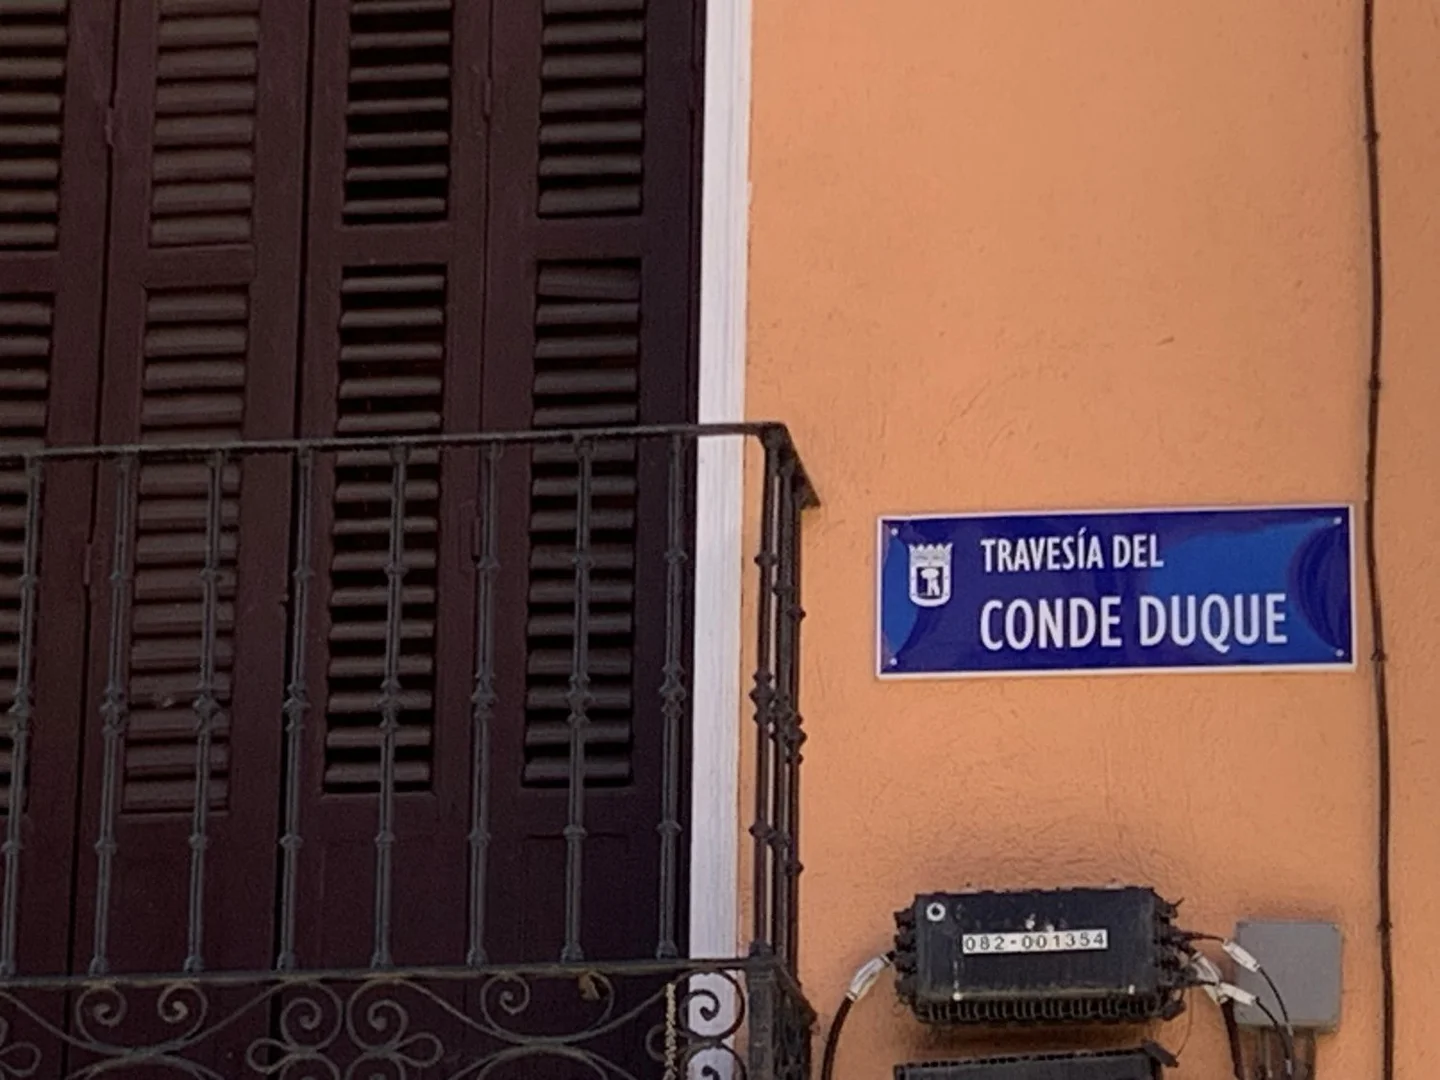 TRAVESÍA DEL
CONDE DUQUE
082-001354